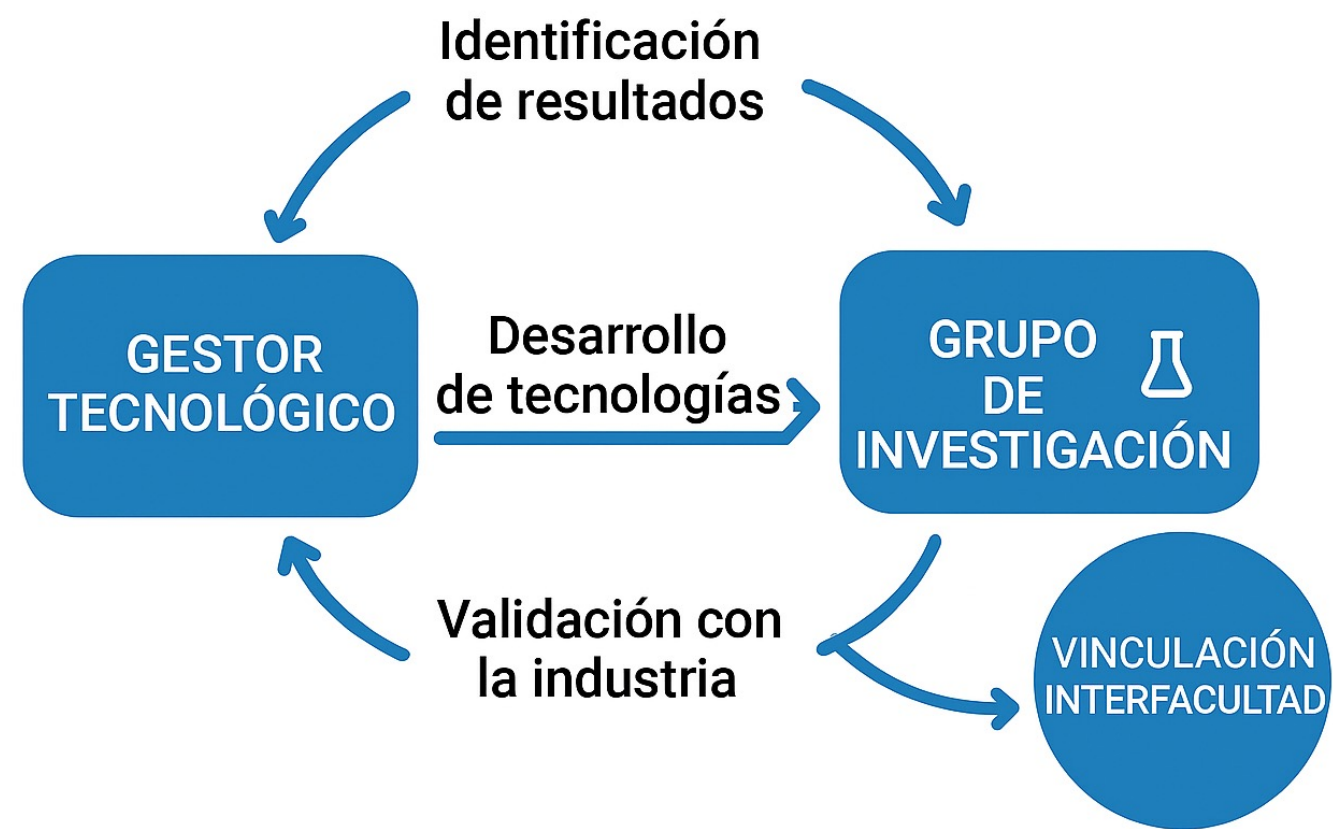 Identificación
de resultados
GESTOR
TECNOLÓGICO
Desarrollo
de tecnologías
GRUPO
DE
INVESTIGACIÓN
Validación con
la industria
VINCULACIÓN
INTERFACULTAD